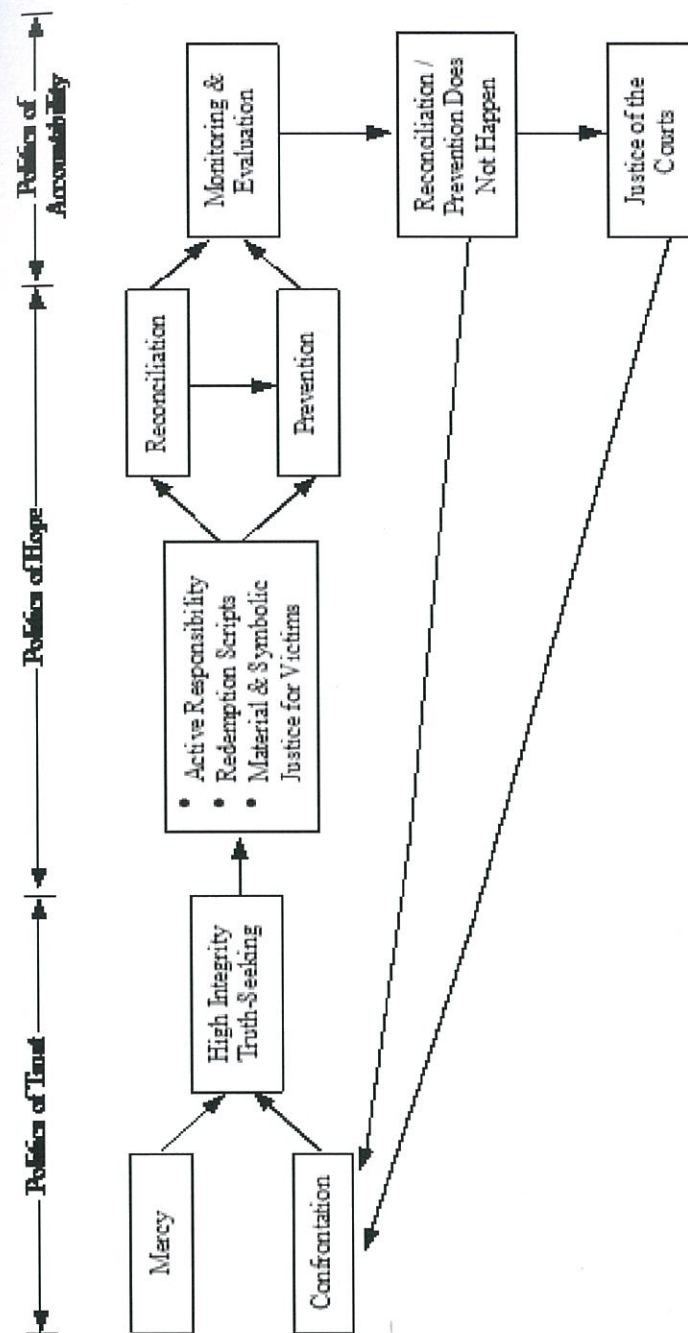 Politics of Trust
Politics of Hope
Politics of
Accountability
Mercy
Confrontation
High Integrity
Truth-Seeking
• Active Responsibility
• Redemption Scripts
• Material & Symbolic
Justice for Victims
Reconciliation
Prevention
Monitoring &
Evaluation
Reconciliation /
Prevention Does
Not Happen
Justice of the
Courts